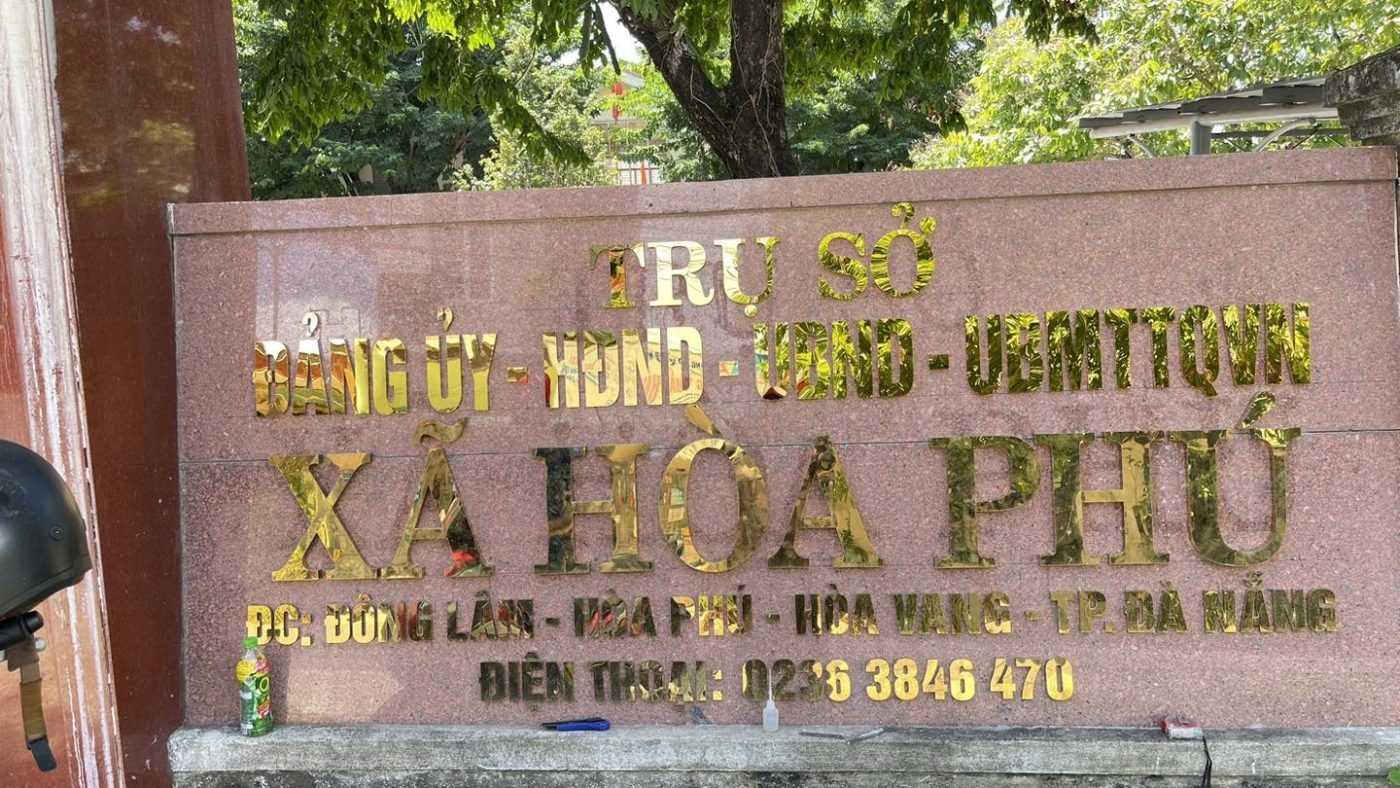 TRỤ SỞ
ĐẢNG ỦY - HĐND - UBND - UBMTTQVN
XÃ HÒA PHÚ
ĐC: ĐÔNG LÂM - HÒA PHÚ - HÒA VANG - TP. ĐÀ NẴNG
ĐIỆN THOẠI: 0236 3846 470